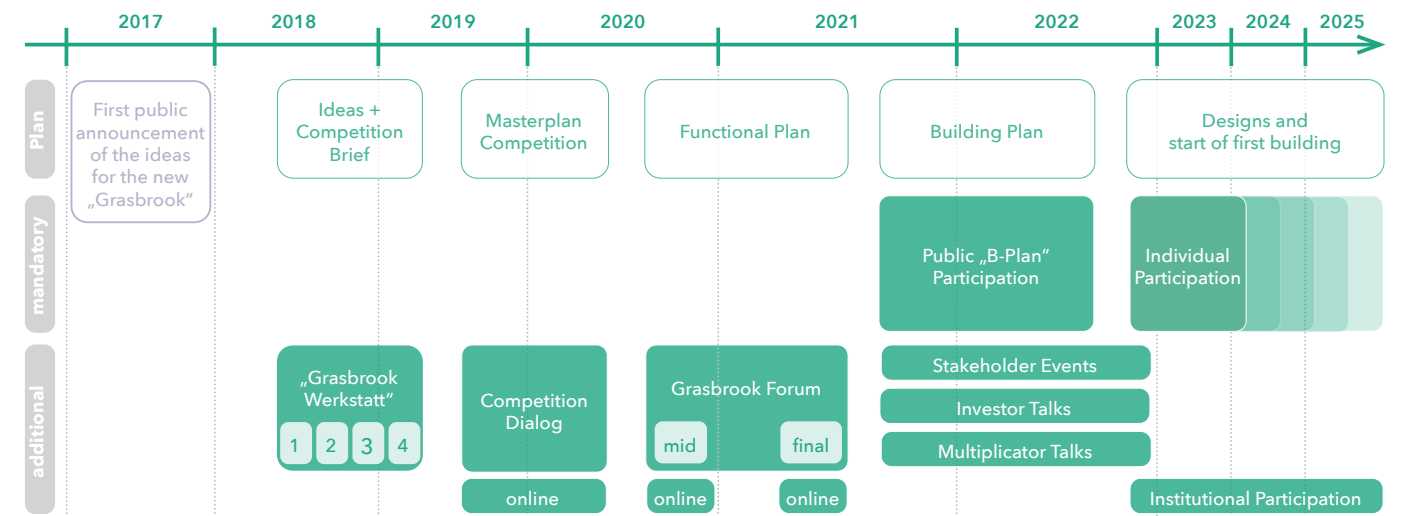 2017
2018
2019
2020
2021
2022
2023
2024
2025
Plan
First public
announcement
of the ideas
for the new
„Grasbrook“
Ideas +
Competition
Brief
Masterplan
Competition
Functional Plan
Building Plan
Designs and
start of first building
mandatory
Public „B-Plan“
Participation
Individual
Participation
additional
„Grasbrook
Werkstatt“
1
2
3
4
Competition
Dialog
online
Grasbrook Forum
mid
final
online
online
Stakeholder Events
Investor Talks
Multiplicator Talks
Institutional Participation